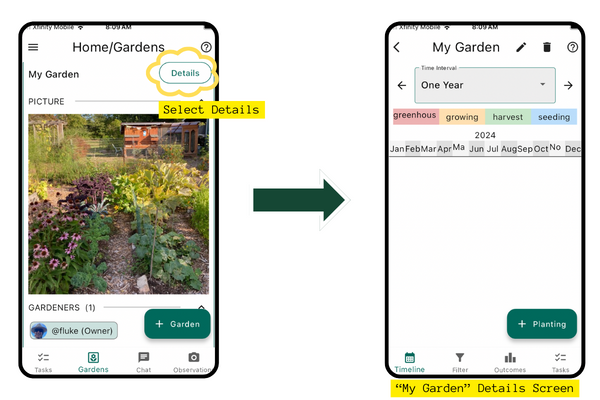 Xfinity Mobile 8:09 AM
Home/Gardens
My Garden
Details
PICTURE
Select Details
GARDENERS (1)
@fluke (Owner)
+ Garden
Tasks Gardens Chat Observation
Xfinity Mobile 8:09 AM
My Garden
Time Interval
One Year
greenhous growing harvest seeding
2024
Jan Feb Mar Apr Ma Jun Jul Aug Sep Oct No Dec
+ Planting
Timeline Filter Outcomes Tasks
“My Garden” Details Screen